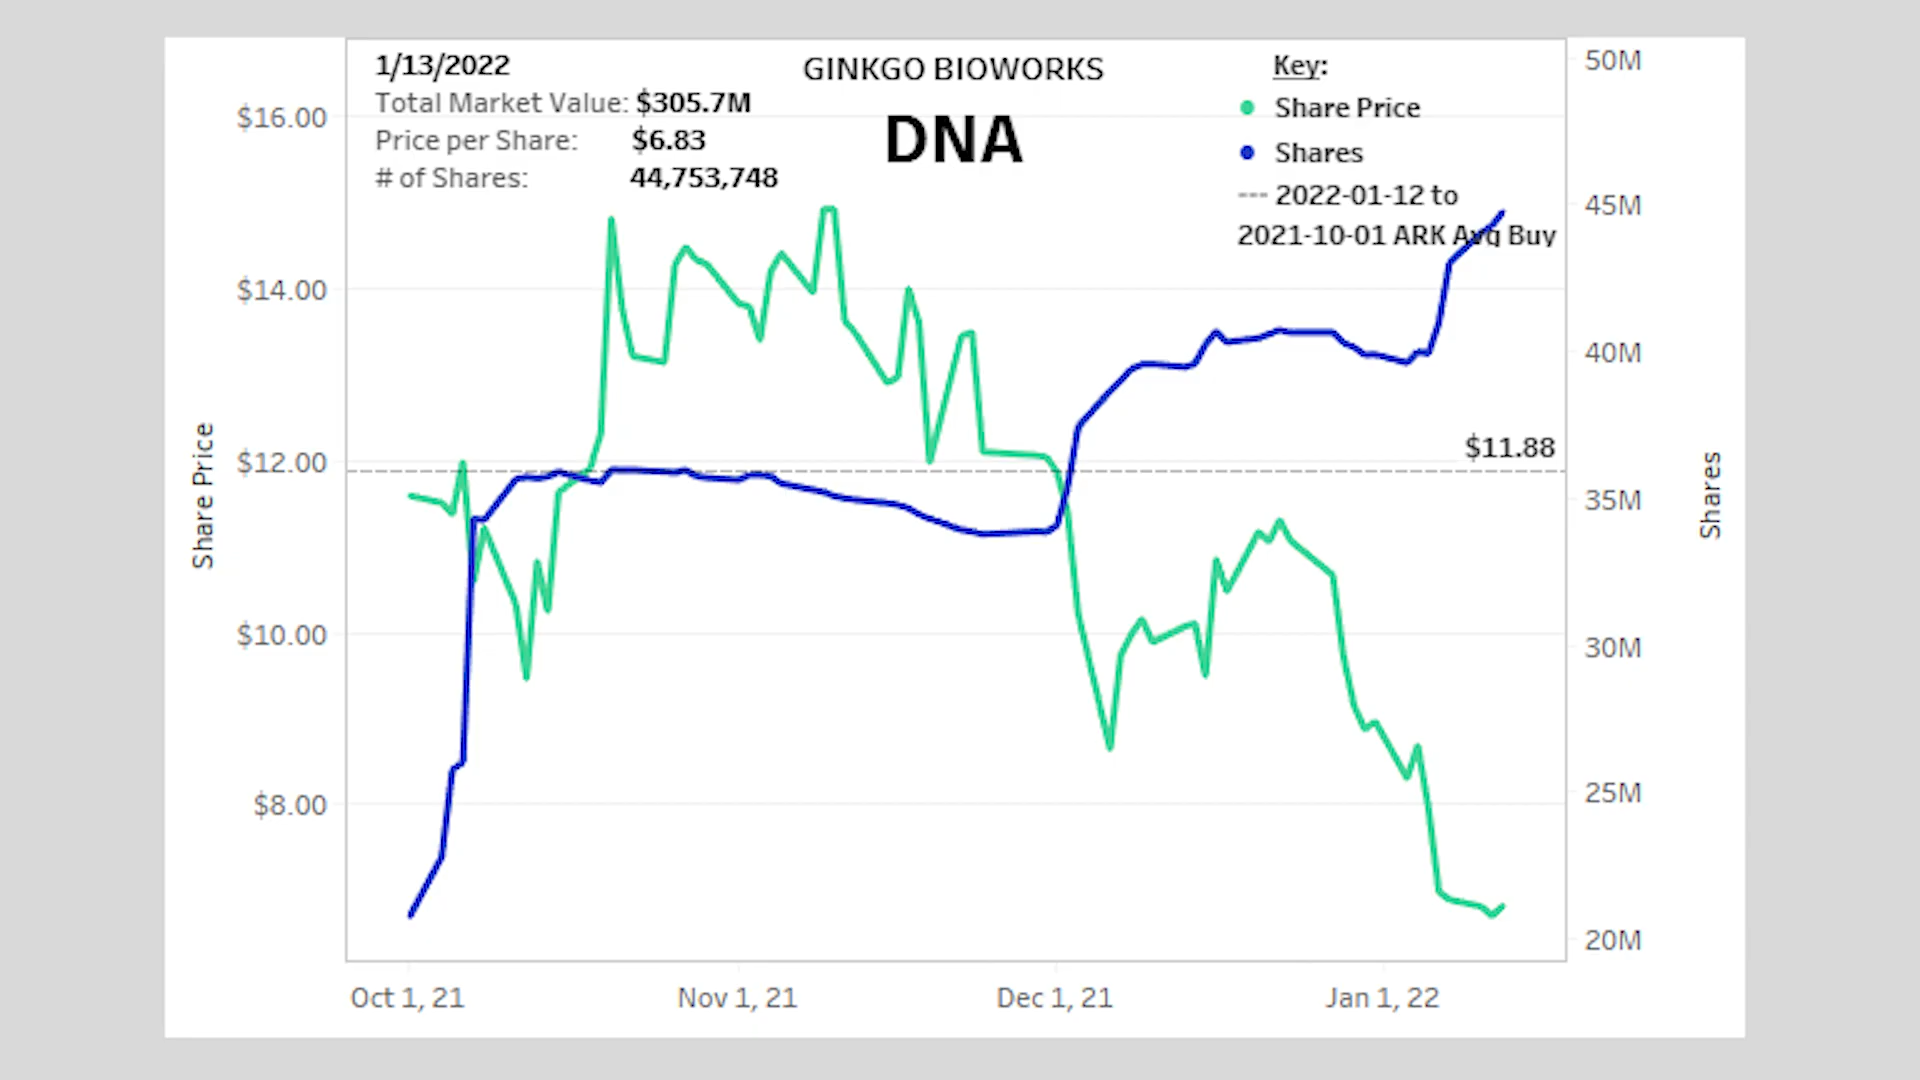 1/13/2022
Total Market Value: $305.7M
Price per Share: $6.83
# of Shares: 44,753,748
GINKGO BIOWORKS
DNA
Key:
Share Price
Shares
--- 2022-01-12 to
2021-10-01 ARK Avg Buy
$16.00
$14.00
$12.00
$10.00
$8.00
Share Price
$11.88
50M
45M
40M
35M
30M
25M
20M
Shares
Oct 1, 21
Nov 1, 21
Dec 1, 21
Jan 1, 22